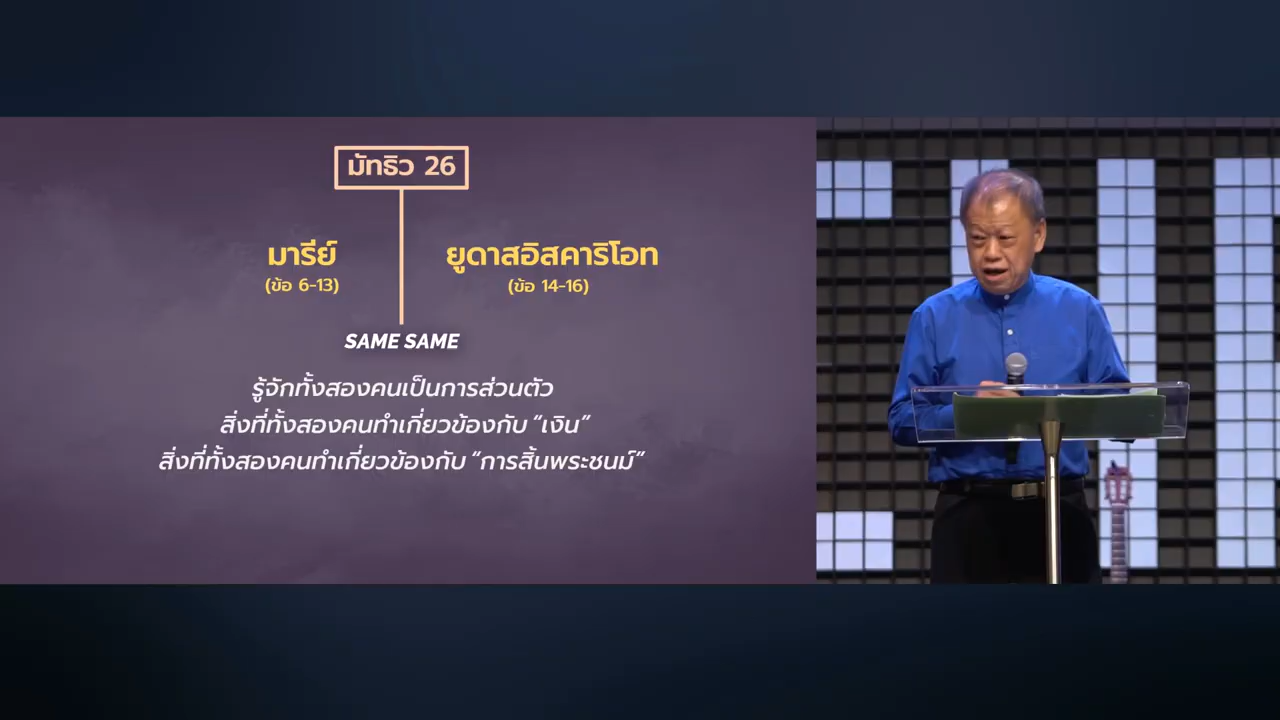 มัทธิว 26
มารีย์
(ข้อ 6-13)
ยูดาสอิสคาริโอท
(ข้อ 14-16)
SAME SAME
รู้จักทั้งสองคนเป็นการส่วนตัว
สิ่งที่ทั้งสองคนทำเกี่ยวข้องกับ “เงิน”
สิ่งที่ทั้งสองคนทำเกี่ยวข้องกับ “การสิ้นพระชนม์”